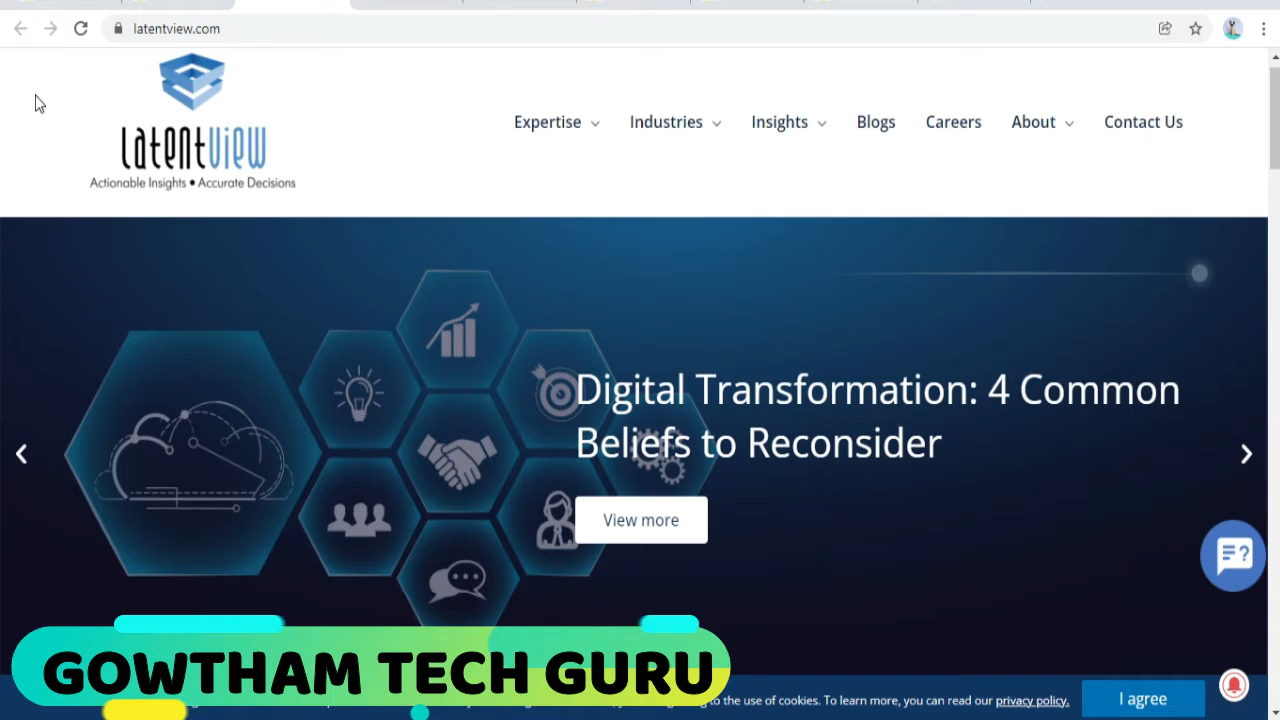 latentview.com
LatentView
Actionable Insights • Accurate Decisions
Expertise Industries Insights Blogs Careers About Contact Us
Digital Transformation: 4 Common
Beliefs to Reconsider
View more
GOWTHAM TECH GURU
to the use of cookies. To learn more, you can read our privacy policy.
I agree